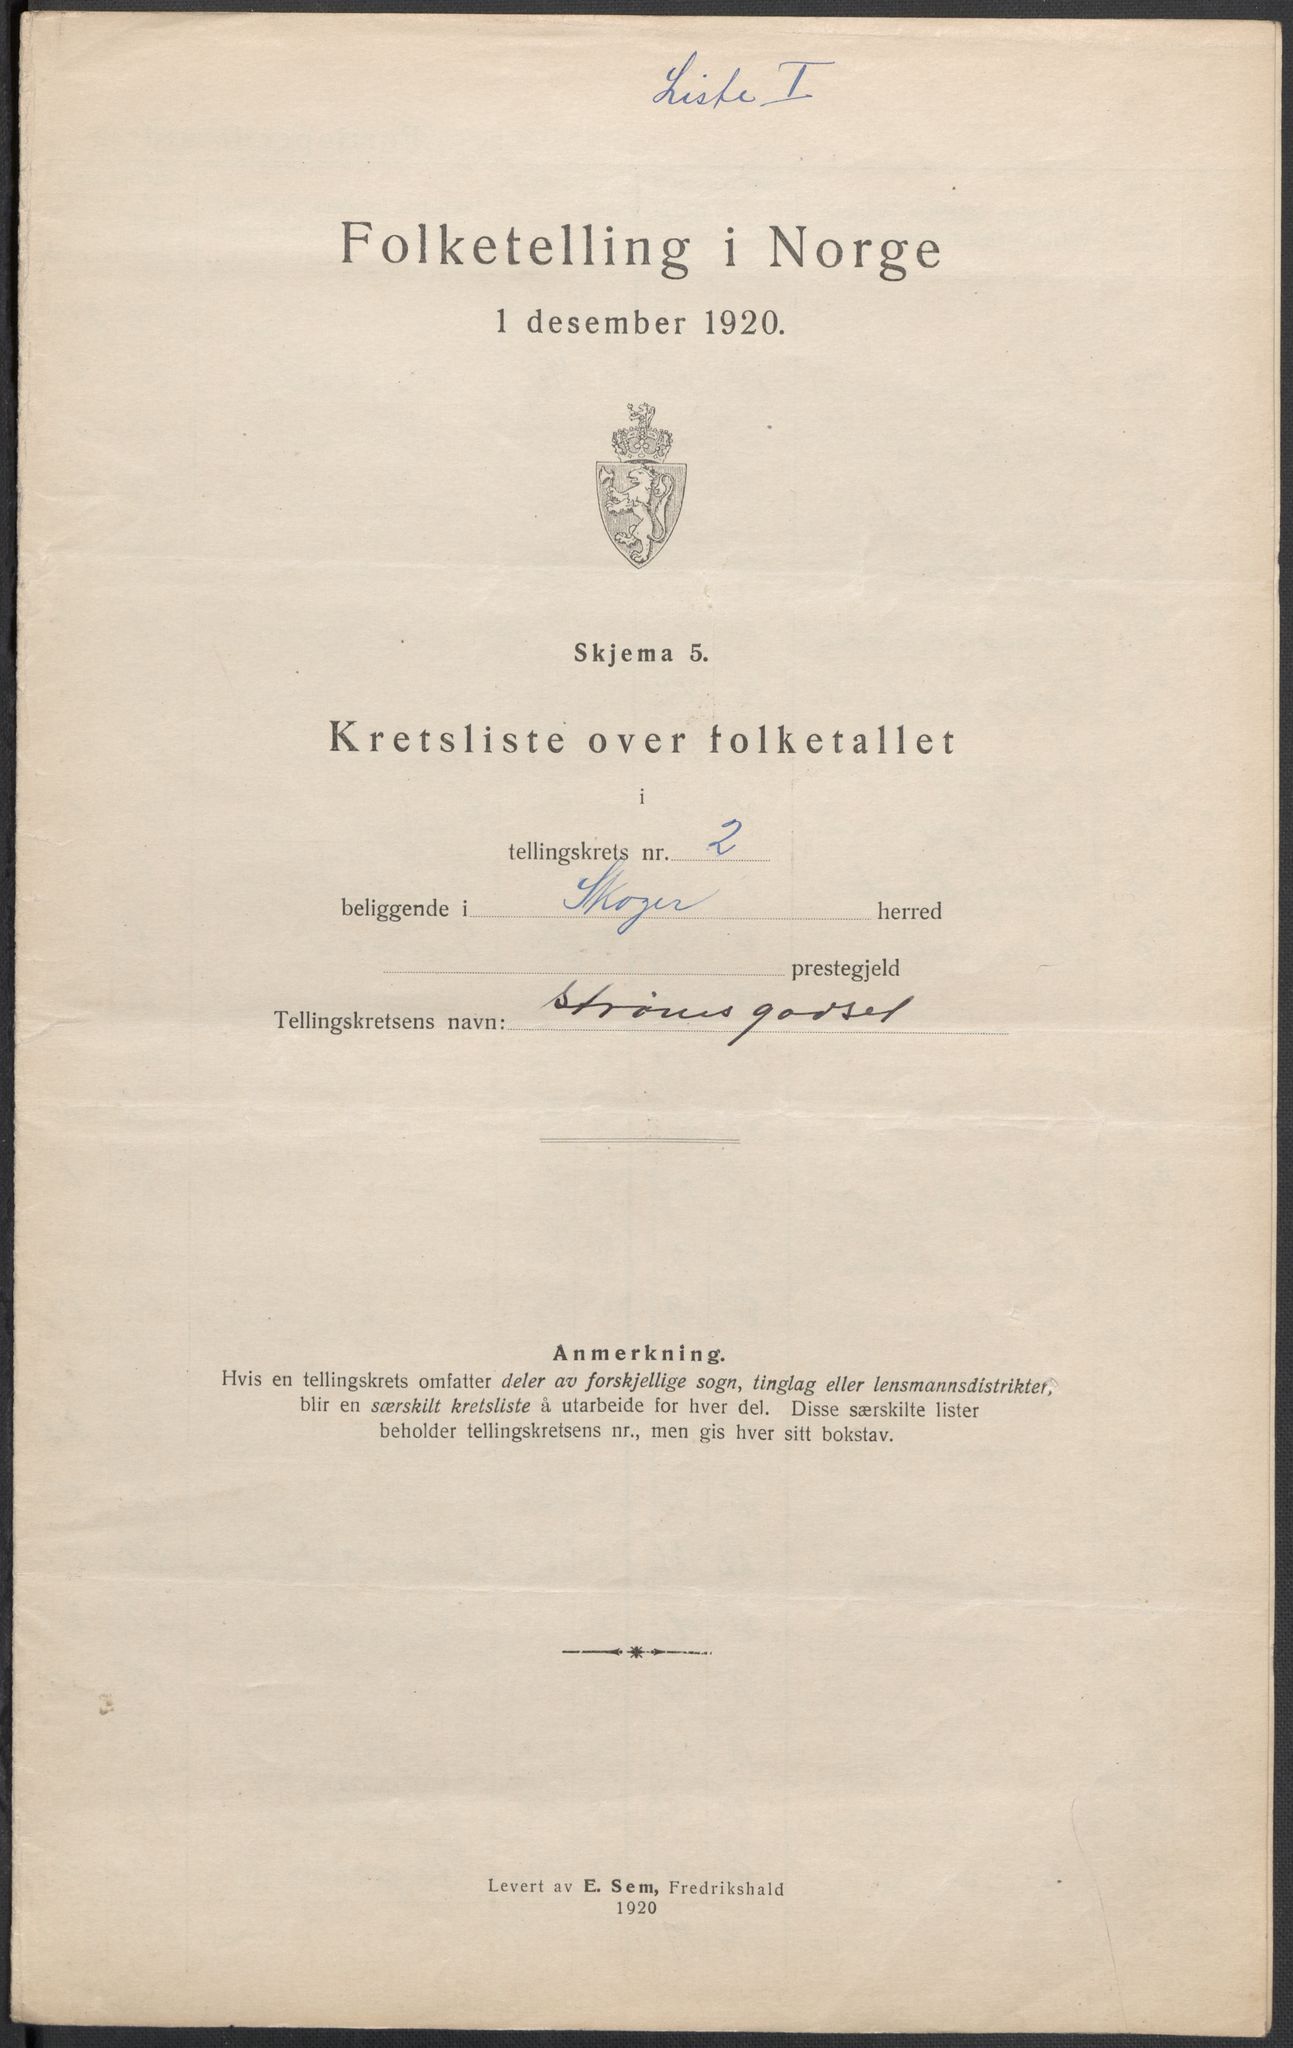 Liste I
Folketelling i Norge
1 desember 1920.
Skjema 5.
Kretsliste over folketallet
i
tellingskrets nr. 2
beliggende i Skoger herred
prestegjeld
Tellingskretsens navn: Strømsgodset
Anmerkning.
Hvis en tellingskrets omfatter deler av forskjellige sogn, tinglag eller lensmannsdistrikter,
blir en særskilt kretsliste å utarbeide for hver del. Disse særskilte lister
beholder tellingskretsens nr., men gis hver sitt bokstav.
Levert av E. Sem, Fredrikshald
1920